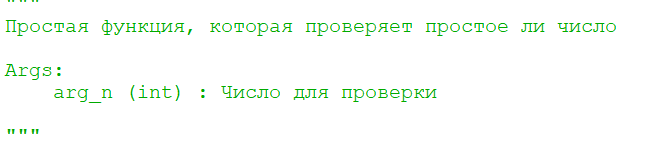 """
Простая функция, которая проверяет простое ли число
Args:
arg_n (int) : Число для проверки
"""